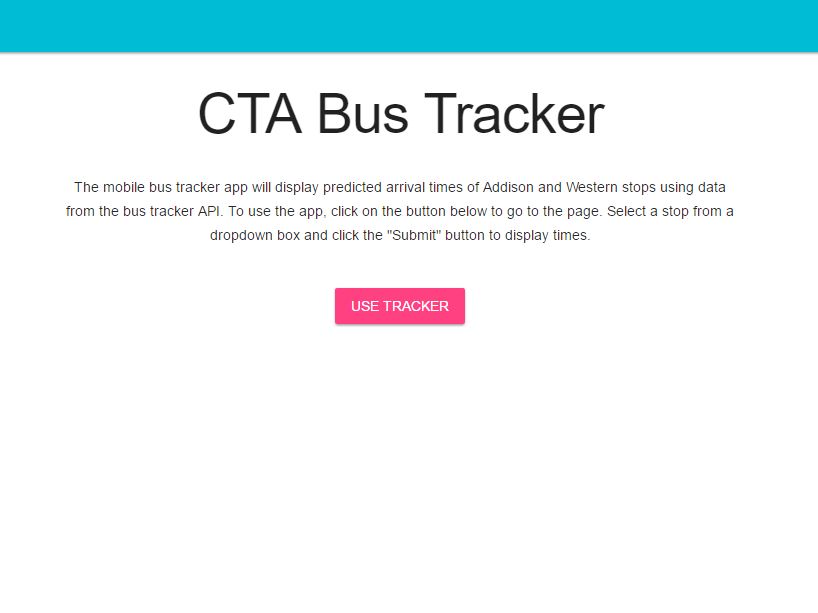 CTA Bus Tracker
The mobile bus tracker app will display predicted arrival times of Addison and Western stops using data
from the bus tracker API. To use the app, click on the button below to go to the page. Select a stop from a
dropdown box and click the "Submit" button to display times.
USE TRACKER